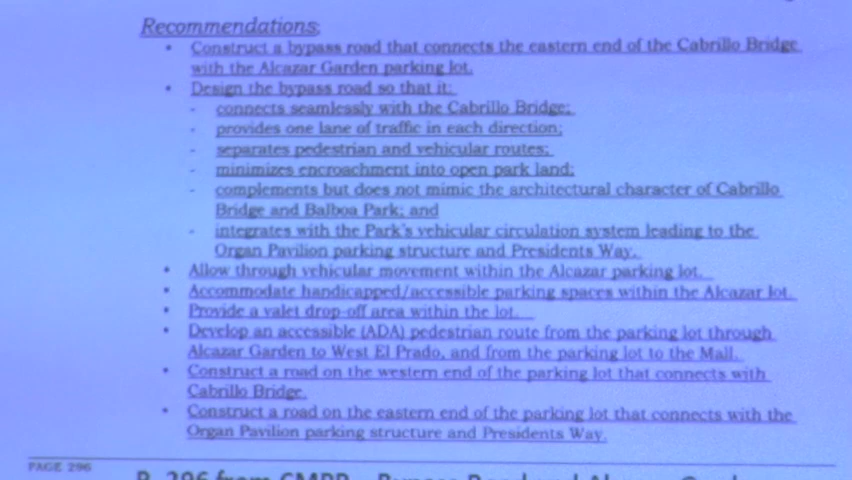 Recommendations:
• Construct a bypass road that connects the eastern end of the Cabrillo Bridge
with the Alcazar Garden parking lot.
• Design the bypass road so that it:
- connects seamlessly with the Cabrillo Bridge;
- provides one lane of traffic in each direction;
- separates pedestrian and vehicular routes;
- minimizes encroachment into open park land;
- complements but does not mimic the architectural character of Cabrillo
Bridge and Balboa Park; and
- integrates with the Park's vehicular circulation system leading to the
Organ Pavilion parking structure and Presidents Way.
• Allow through vehicular movement within the Alcazar parking lot.
• Accommodate handicapped/accessible parking spaces within the Alcazar lot.
• Provide a valet drop-off area within the lot.
• Develop an accessible (ADA) pedestrian route from the parking lot through
Alcazar Garden to West El Prado, and from the parking lot to the Mall.
• Construct a road on the western end of the parking lot that connects with
Cabrillo Bridge.
• Construct a road on the eastern end of the parking lot that connects with the
Organ Pavilion parking structure and Presidents Way.
PAGE 296
P. 296 from CMPP